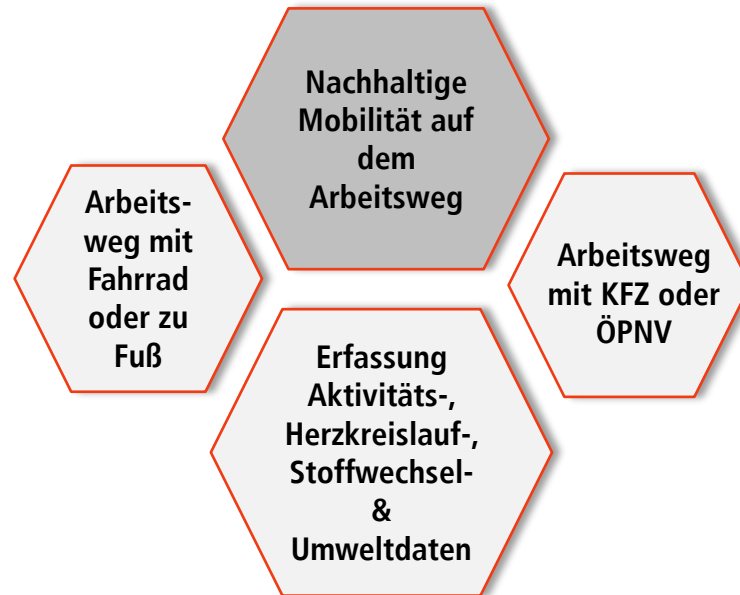 Nachhaltige
Mobilität auf
dem
Arbeitsweg
Arbeits-
weg mit
Fahrrad
oder zu
Fuß
Arbeitsweg
mit KFZ oder
ÖPNV
Erfassung
Aktivitäts-,
Herzkreislauf-,
Stoffwechsel-
&
Umweltdaten